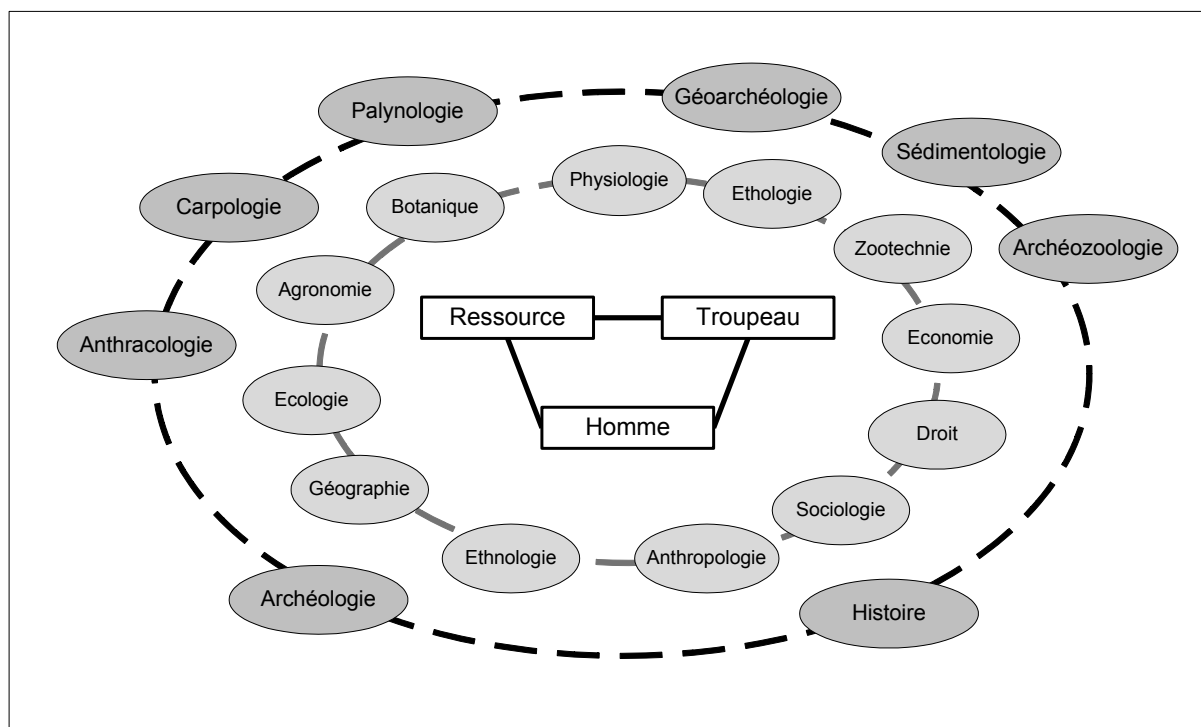 Géoarchéologie
Palynologie
Sédimentologie
Physiologie
Ethologie
Carpologie
Botanique
Zootechnie
Archéozoologie
Agronomie
Ressource
Troupeau
Economie
Anthracologie
Ecologie
Homme
Droit
Géographie
Sociologie
Ethnologie
Anthropologie
Archéologie
Histoire